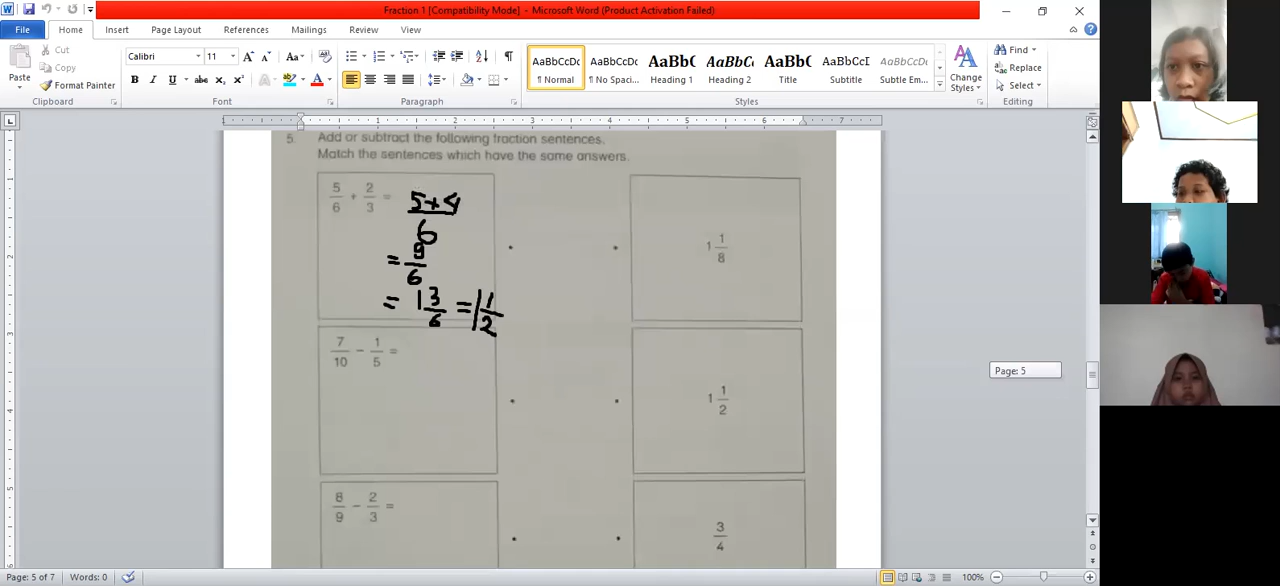 Fraction 1 [Compatibility Mode] - Microsoft Word (Product Activation Failed)
File Home Insert Page Layout References Mailings Review View
Paste
Cut
Copy
Format Painter
Clipboard
Calibri 11
Font
Paragraph
AaBbCcDc AaBbCcDc AaBbC AaBbCc AaBbC AaBbCcI AaBbCcDc
¶ Normal ¶ No Spaci... Heading 1 Heading 2 Title Subtitle Subtle Em...
Change Styles
Styles
Find
Replace
Select
Editing
5. Add or subtract the following fraction sentences.
Match the sentences which have the same answers.
5/6 + 2/3 = 5+4/6
= 9/6
= 1 3/6 = 1 1/2
1 1/8
7/10 - 1/5 =
1 1/2
8/9 - 2/3 =
3/4
Page: 5
Page: 5 of 7 Words: 0 100%